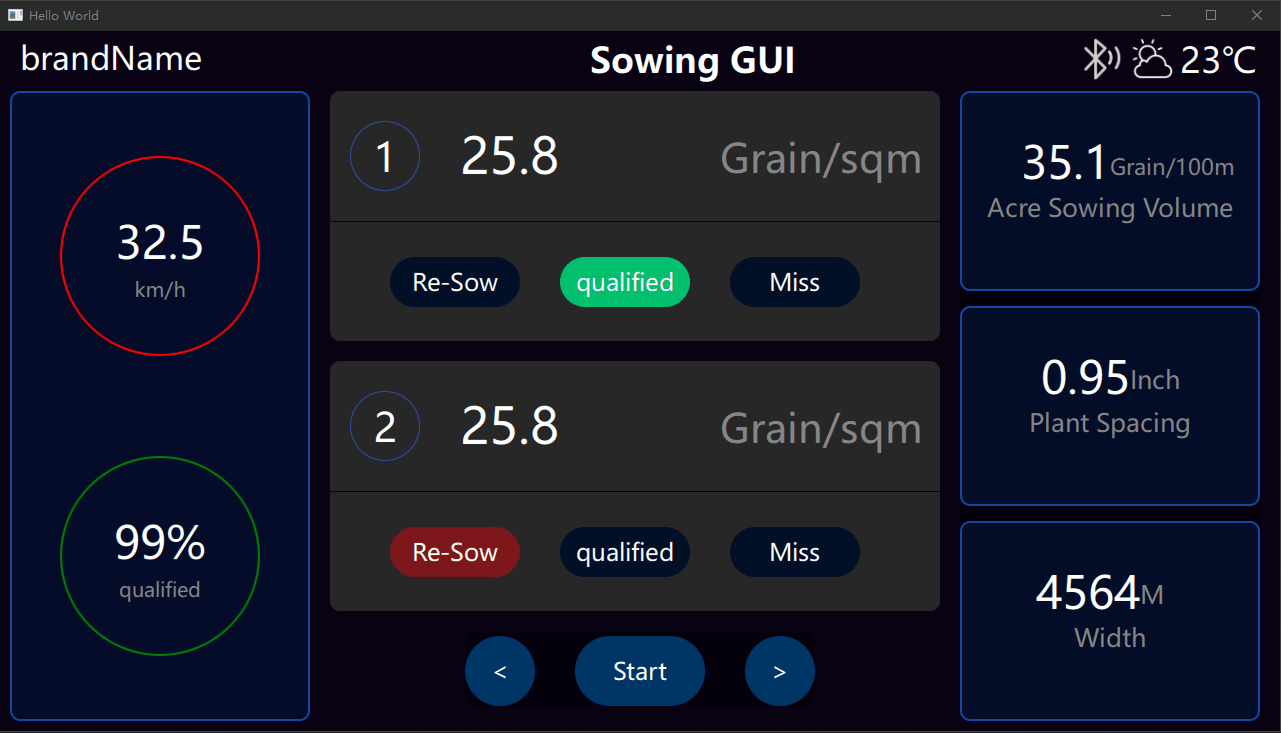 Hello World
brandName
Sowing GUI
23℃
32.5
km/h
99%
qualified
1
25.8
Grain/sqm
Re-Sow
qualified
Miss
2
25.8
Grain/sqm
Re-Sow
qualified
Miss
<
Start
>
35.1Grain/100m
Acre Sowing Volume
0.95Inch
Plant Spacing
4564M
Width